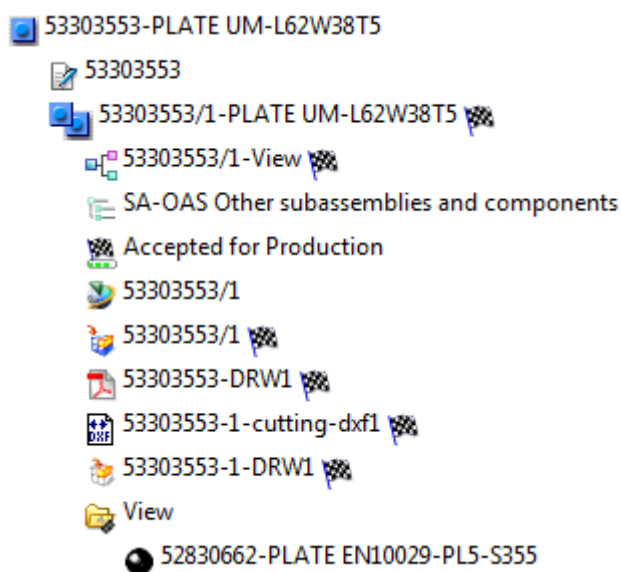 53303553-PLATE UM-L62W38T5
53303553
53303553/1-PLATE UM-L62W38T5
53303553/1-View
SA-OAS Other subassemblies and components
Accepted for Production
53303553/1
53303553/1
53303553-DRW1
DXF 53303553-1-cutting-dxf1
53303553-1-DRW1
View
52830662-PLATE EN10029-PL5-S355